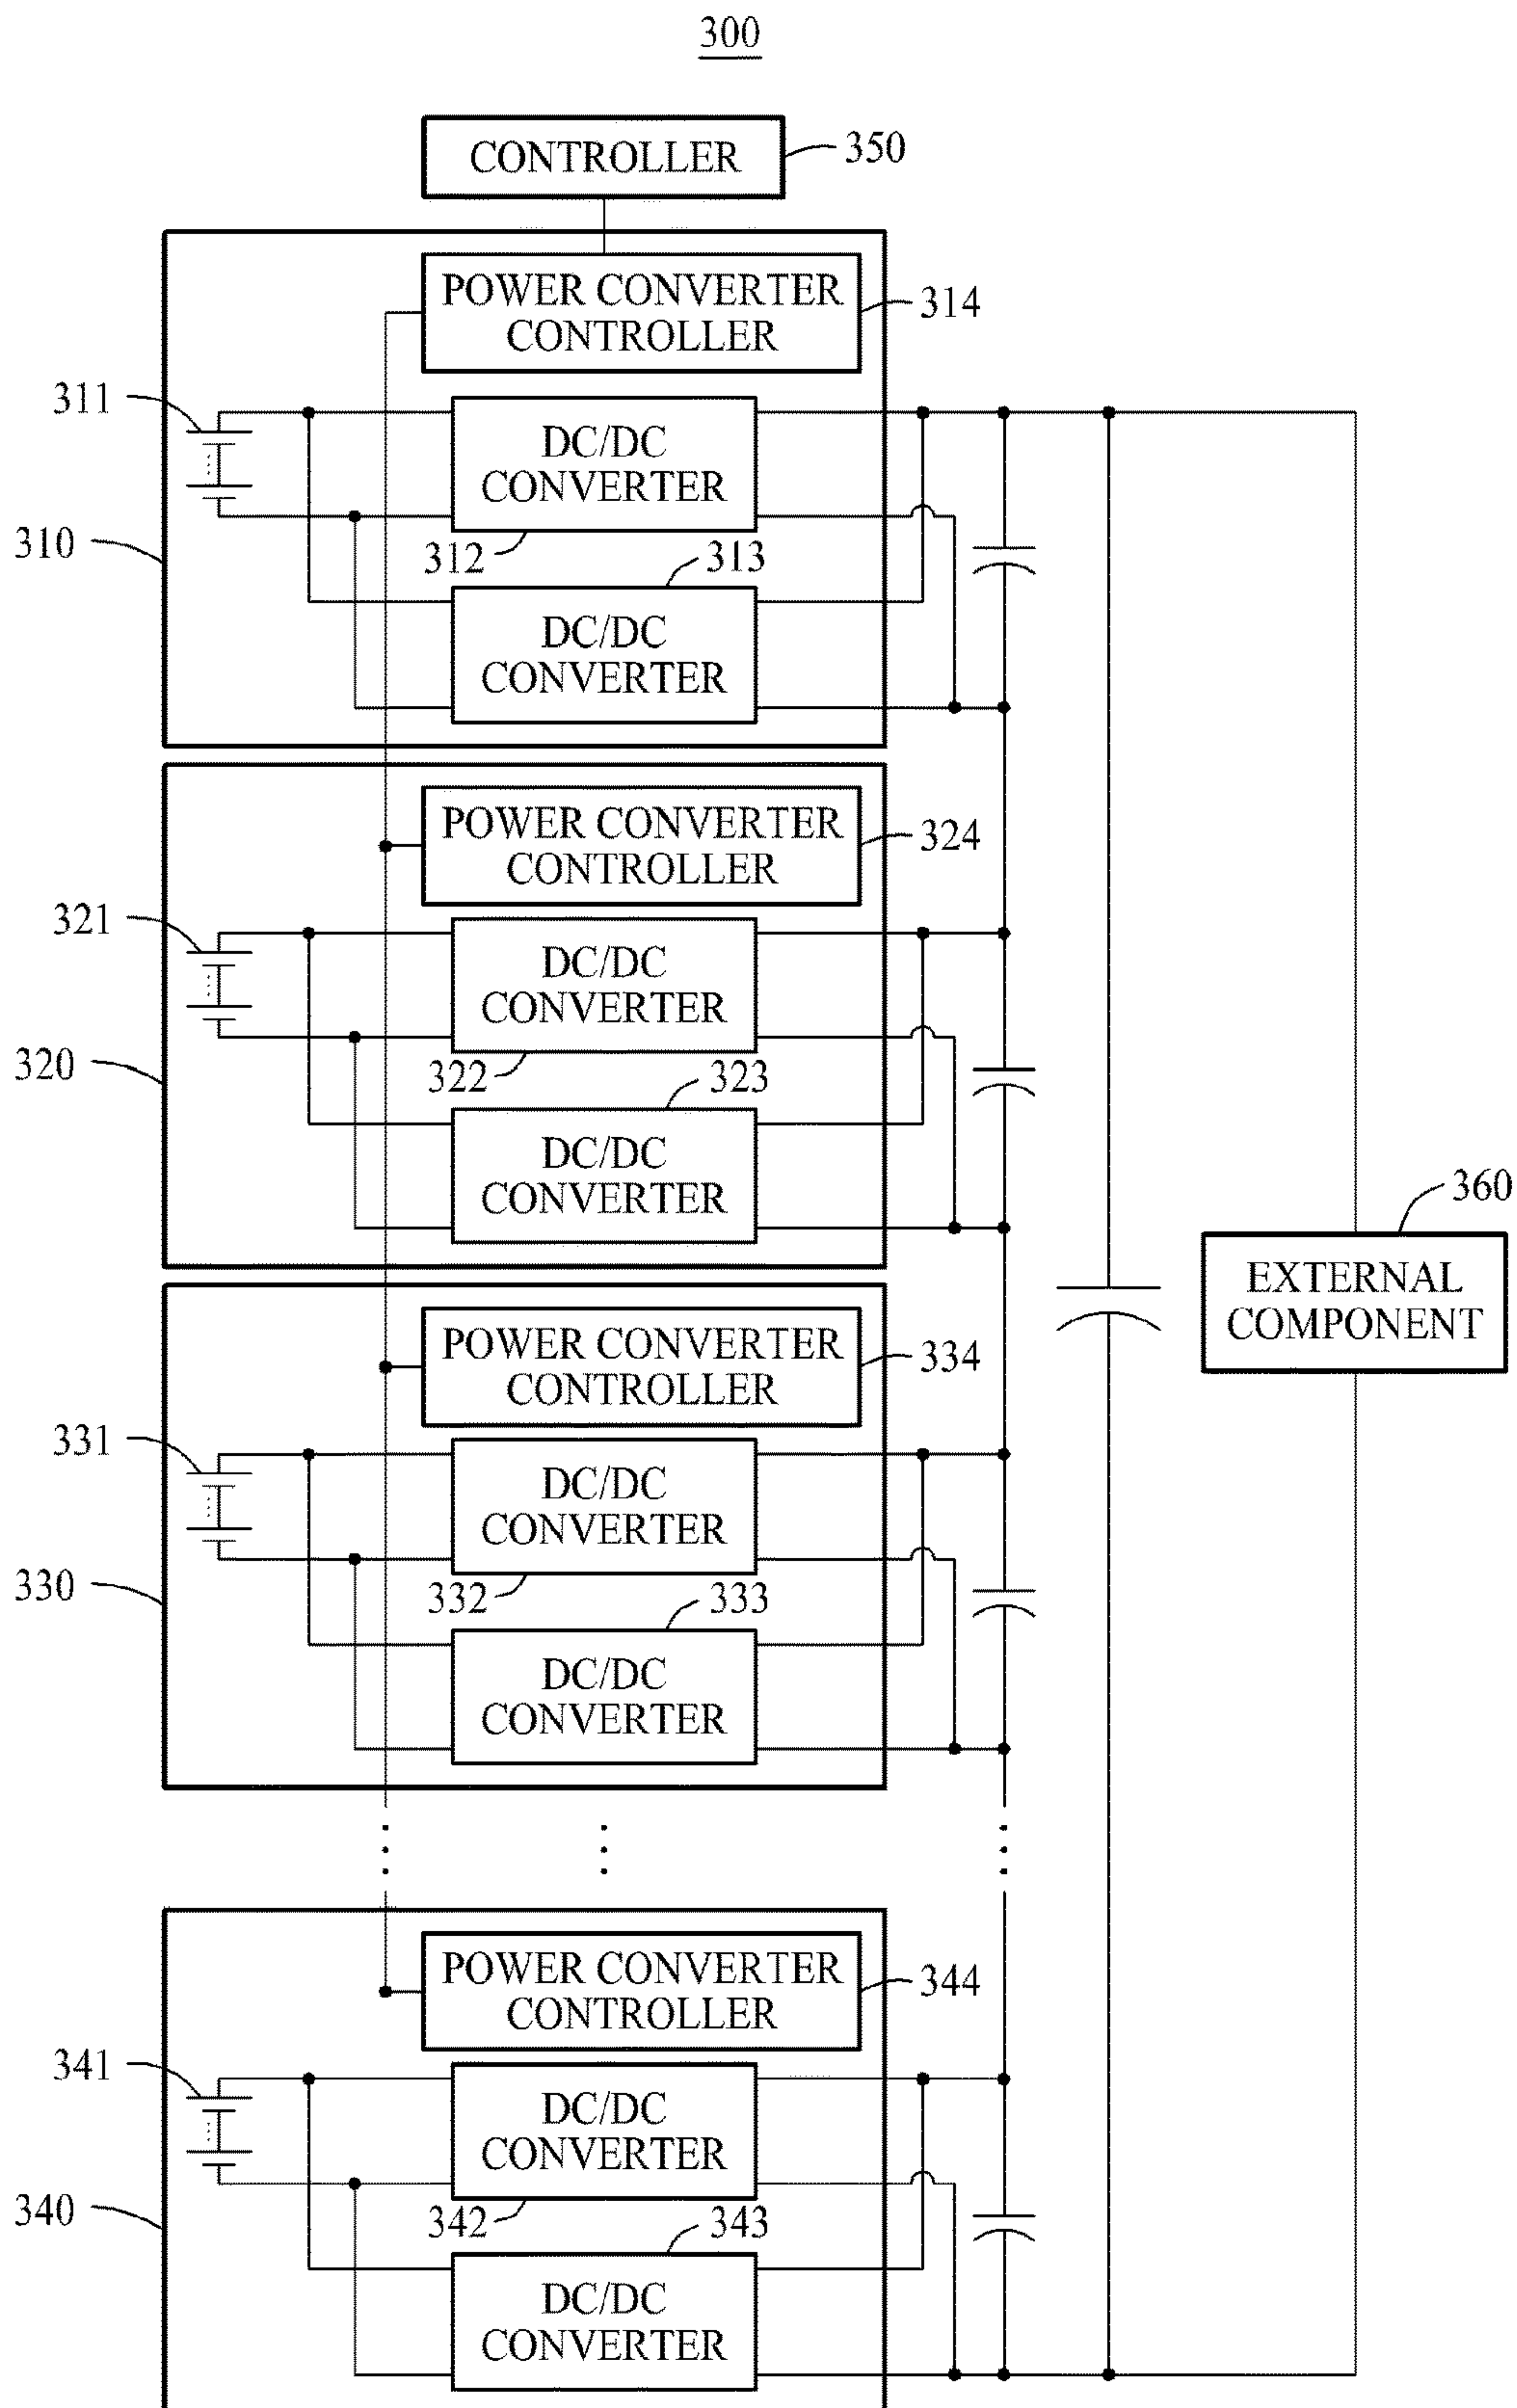 300
CONTROLLER
350
POWER CONVERTER
CONTROLLER
314
311
DC/DC
CONVERTER
310
312
313
DC/DC
CONVERTER
POWER CONVERTER
CONTROLLER
324
321
DC/DC
CONVERTER
320
322
323
DC/DC
CONVERTER
360
EXTERNAL
COMPONENT
POWER CONVERTER
CONTROLLER
334
331
DC/DC
CONVERTER
330
332
333
DC/DC
CONVERTER
POWER CONVERTER
CONTROLLER
344
341
DC/DC
CONVERTER
340
342
343
DC/DC
CONVERTER